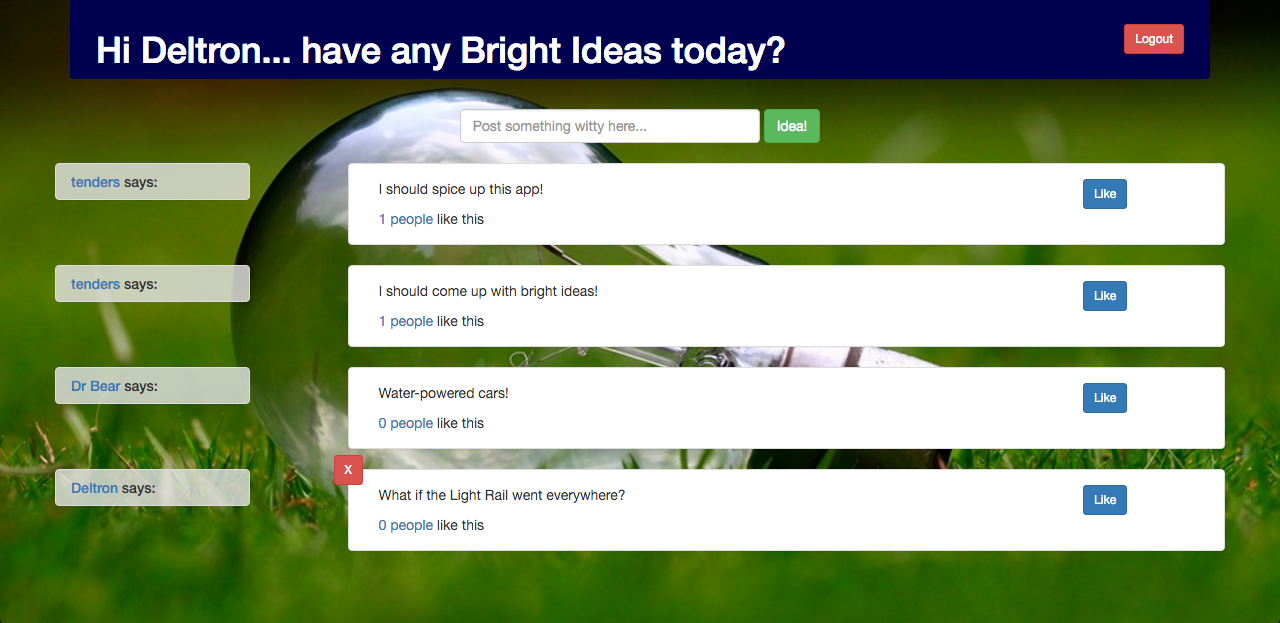 Hi Deltron... have any Bright Ideas today?
Logout
Post something witty here...
Idea!
tenders says:
I should spice up this app!
Like
1 people like this
tenders says:
I should come up with bright ideas!
Like
1 people like this
Dr Bear says:
Water-powered cars!
Like
0 people like this
X
Deltron says:
What if the Light Rail went everywhere?
Like
0 people like this